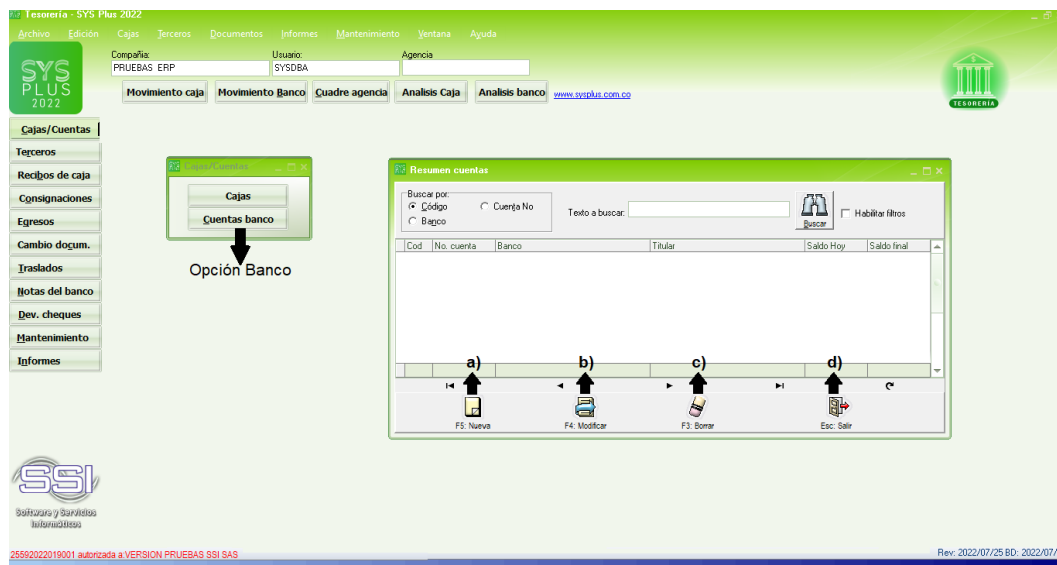 Tesorería - SYS Plus 2022
Archivo Edición Cajas Terceros Documentos Informes Mantenimiento Ventana Ayuda
SYS
PLUS
2022
Compañia: Usuario: Agencia
PRUEBAS ERP SYSDBA
Movimiento caja Movimiento Banco Cuadre agencia Analisis Caja Analisis banco www.sysplus.com.co
TESORERÍA
Cajas/Cuentas
Terceros
Recibos de caja
Consignaciones
Egresos
Cambio docum.
Traslados
Notas del banco
Dev. cheques
Mantenimiento
Informes
Cajas/Cuentas
Cajas
Cuentas banco
Opción Banco
Resumen cuentas
Buscar por:
Código Cuenta No
Banco
Texto a buscar:
Buscar
Habilitar filtros
Cod No. cuenta Banco Titular Saldo Hoy Saldo final
a) b) c) d)
F5: Nueva F4: Modificar F3: Borrar Esc: Salir
SSI
Software y Servicios
Informáticos
25592022019001 autorizada a:VERSION PRUEBAS SSI SAS
Rev: 2022/07/25 BD: 2022/07/